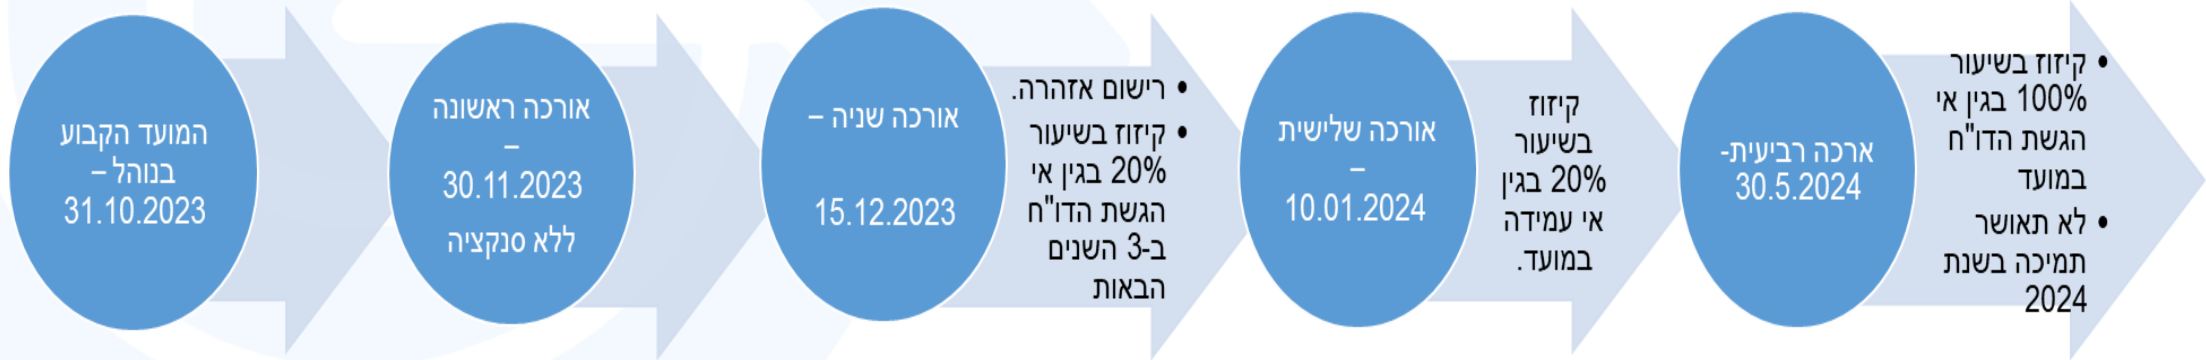 המועד הקבוע
בנוהל –
31.10.2023
אורכה ראשונה
–
30.11.2023
ללא סנקציה
אורכה שניה –
15.12.2023
• רישום אזהרה.
• קיזוז בשיעור
20% בגין אי
הגשת הדו"ח
ב-3 השנים
הבאות
אורכה שלישית
–
10.01.2024
קיזוז
בשיעור
20% בגין
אי עמידה
במועד.
ארכה רביעית-
30.5.2024
• קיזוז בשיעור
100% בגין אי
הגשת הדו"ח
במועד
• לא תאושר
תמיכה בשנת
2024